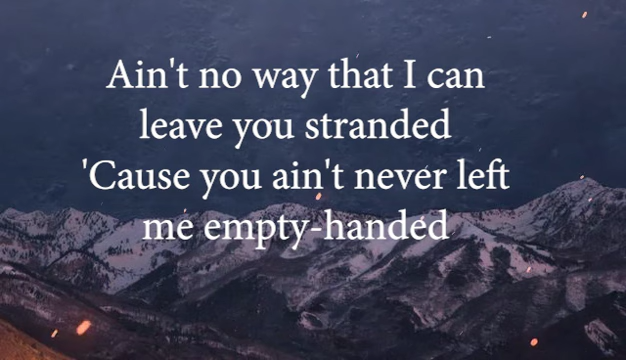 Ain't no way that I can
leave you stranded
'Cause you ain't never left
me empty-handed